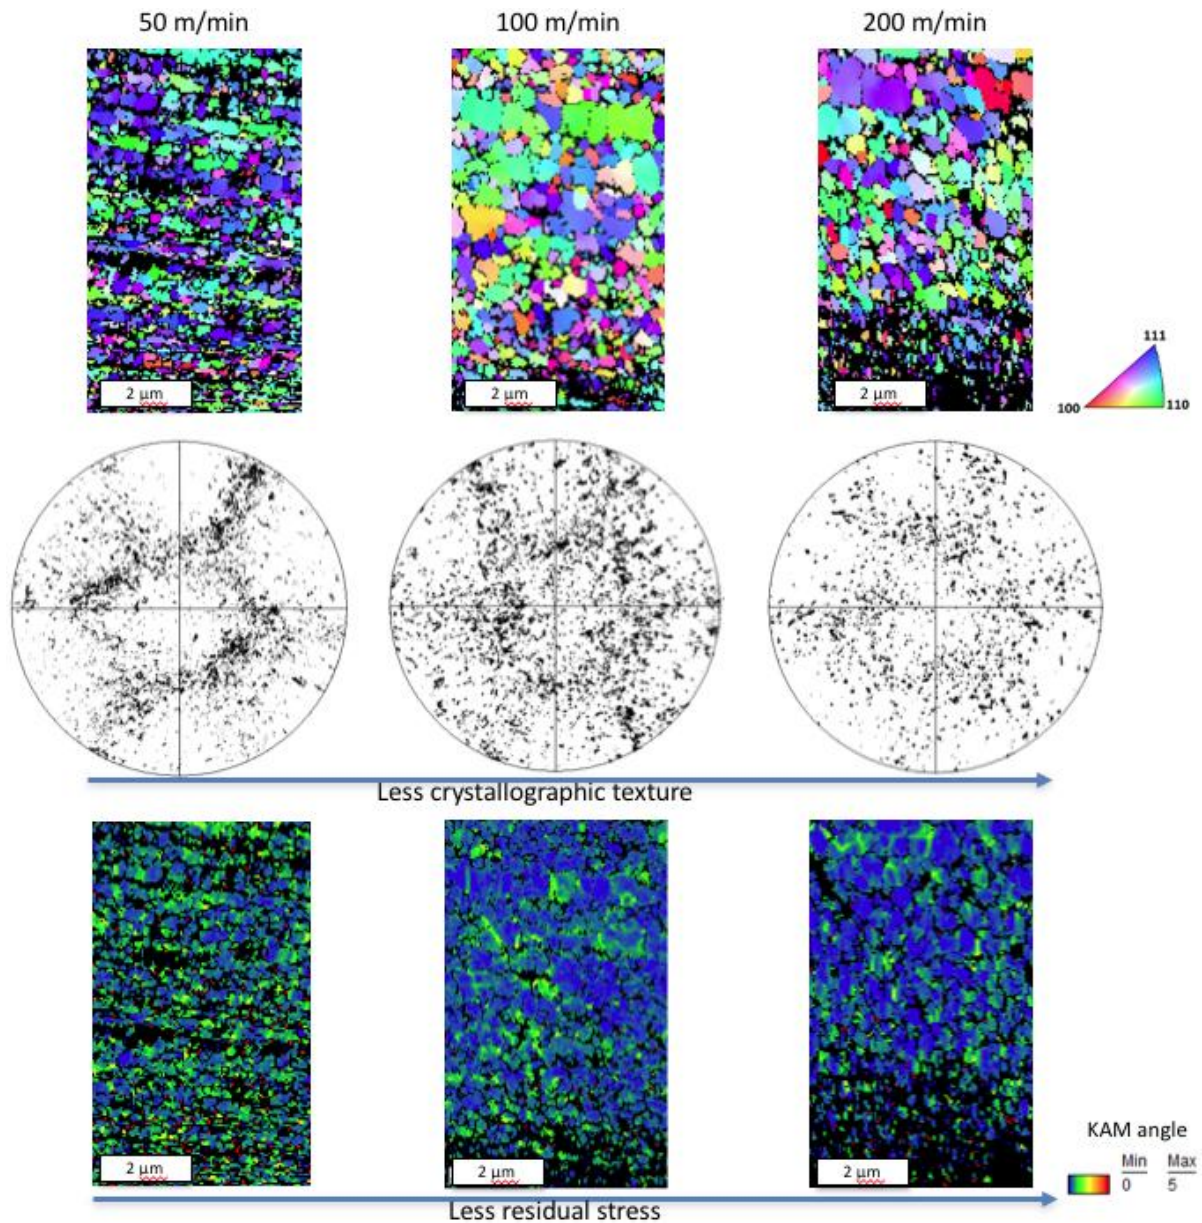 50 m/min 100 m/min 200 m/min
2 µm 2 µm 2 µm
111
100 110
Less crystallographic texture
KAM angle
Min Max
0 5
2 µm 2 µm 2 µm
Less residual stress